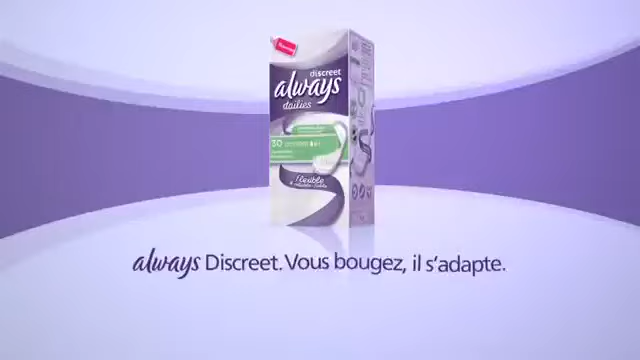 discreet
always
dailies
30
flexible
always Discreet. Vous bougez, il s'adapte.